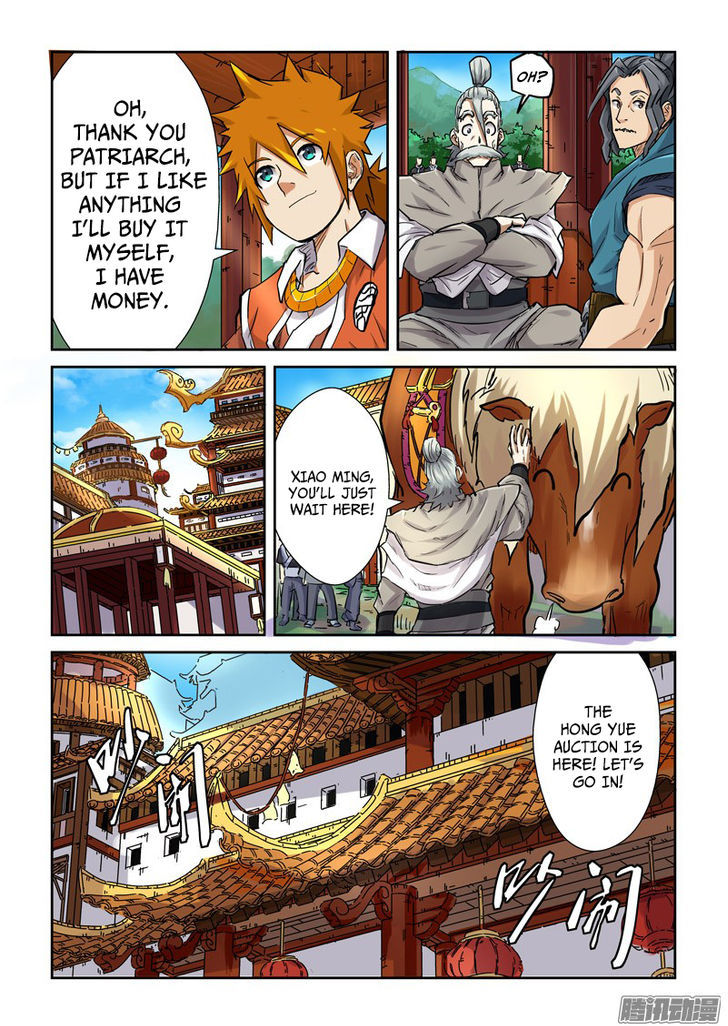 OH,
THANK YOU
PATRIARCH,
BUT IF I LIKE
ANYTHING
I'LL BUY IT
MYSELF,
I HAVE
MONEY.
OH?
XIAO MING,
YOU'LL JUST
WAIT HERE!
THE
HONG YUE
AUCTION IS
HERE! LET'S
GO IN!
吵闹
吵闹
腾讯动漫